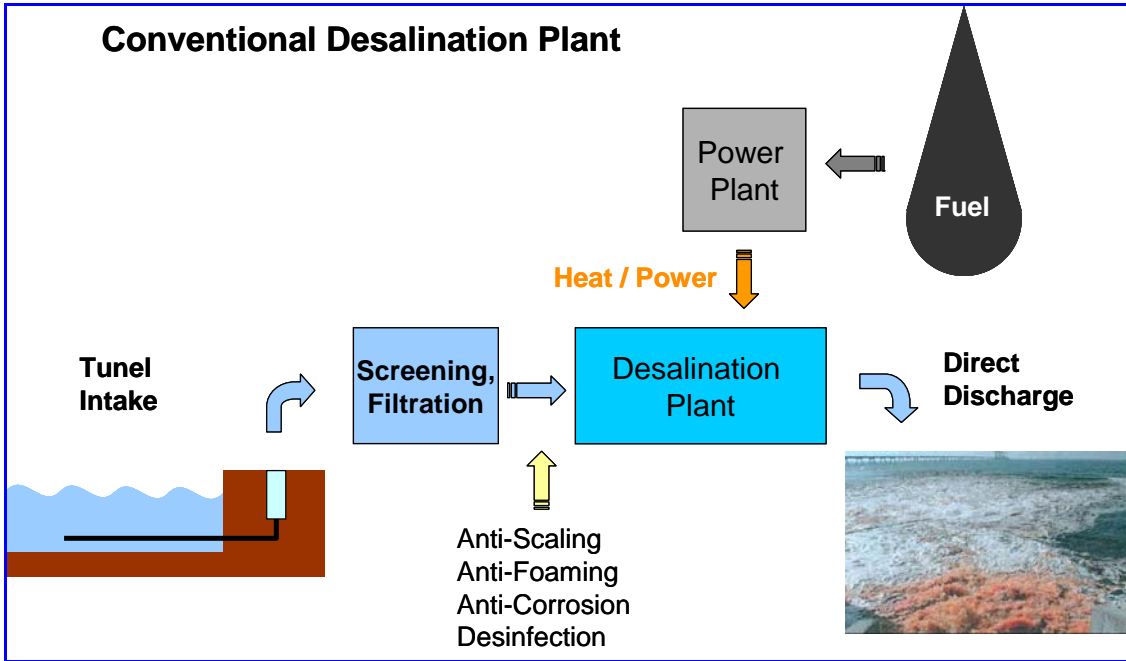 Conventional Desalination Plant
Power
Plant
Fuel
Heat / Power
Tunel
Intake
Screening,
Filtration
Desalination
Plant
Direct
Discharge
Anti-Scaling
Anti-Foaming
Anti-Corrosion
Desinfection